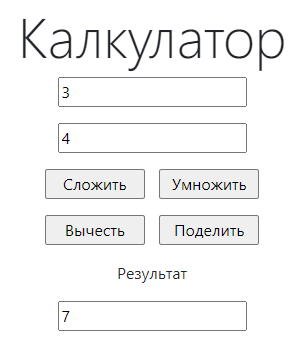 Калкулатор
3
4
Сложить Умножить
Вычесть Поделить
Результат
7